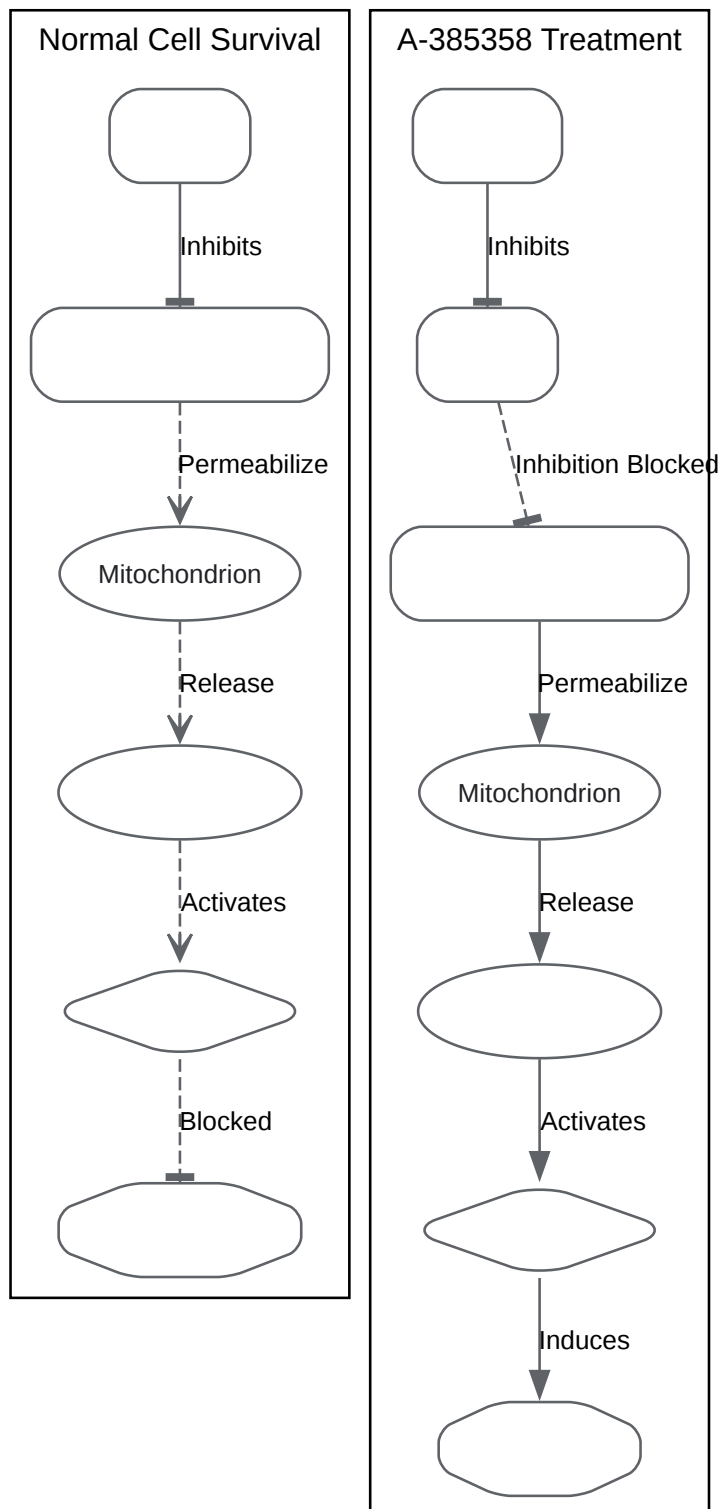 Normal Cell Survival
Inhibits
Permeabilize
Mitochondrion
Release
Activates
Blocked
A-385358 Treatment
Inhibits
Inhibition Blocked
Permeabilize
Mitochondrion
Release
Activates
Induces